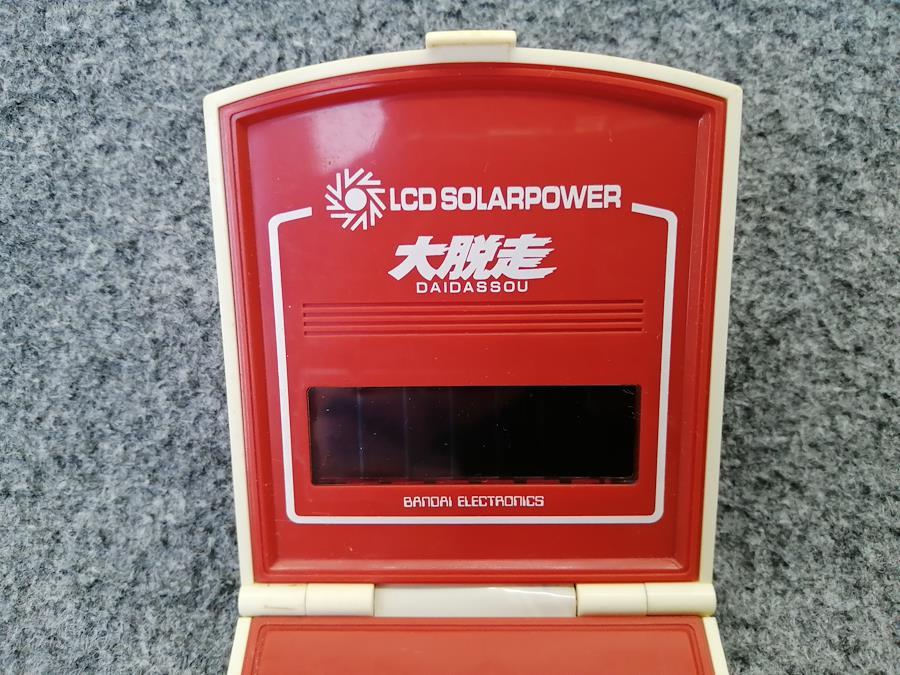 LCD SOLARPOWER
大脱走
DAIDASSOU
BANDAI ELECTRONICS